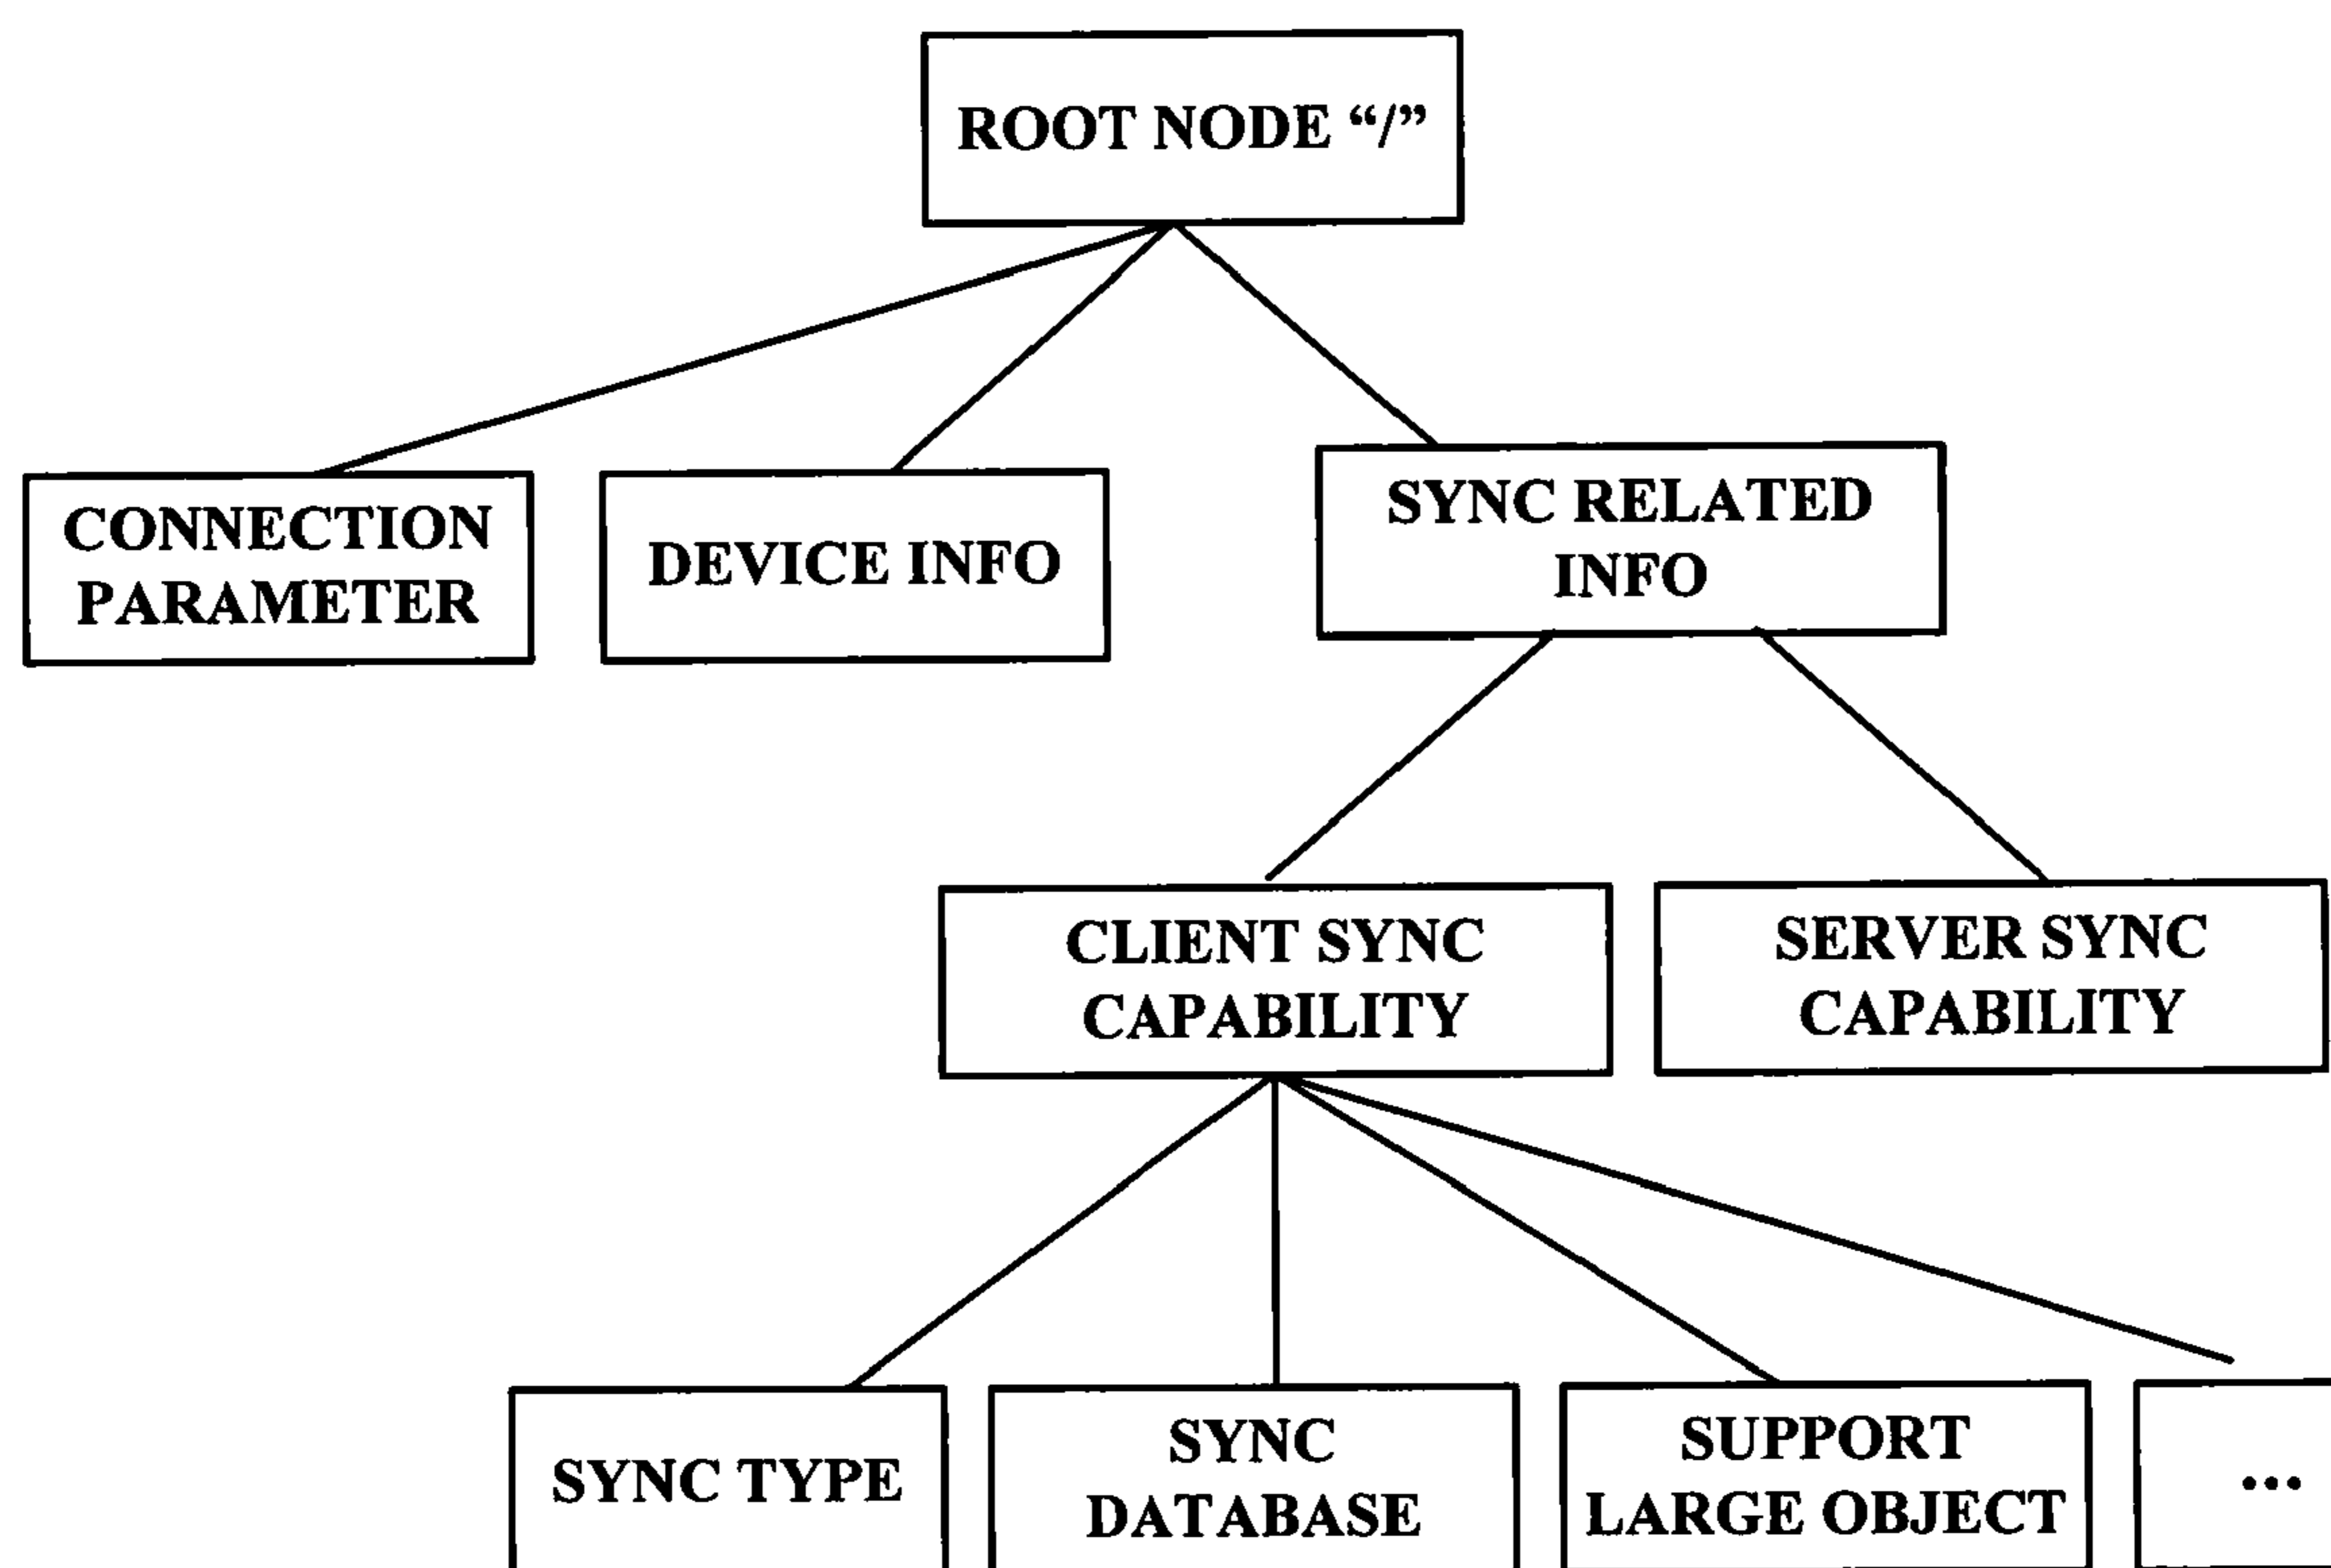 ROOT NODE “/”
CONNECTION
PARAMETER
DEVICE INFO
SYNC RELATED
INFO
CLIENT SYNC
CAPABILITY
SERVER SYNC
CAPABILITY
SYNC TYPE
SYNC
DATABASE
SUPPORT
LARGE OBJECT
...